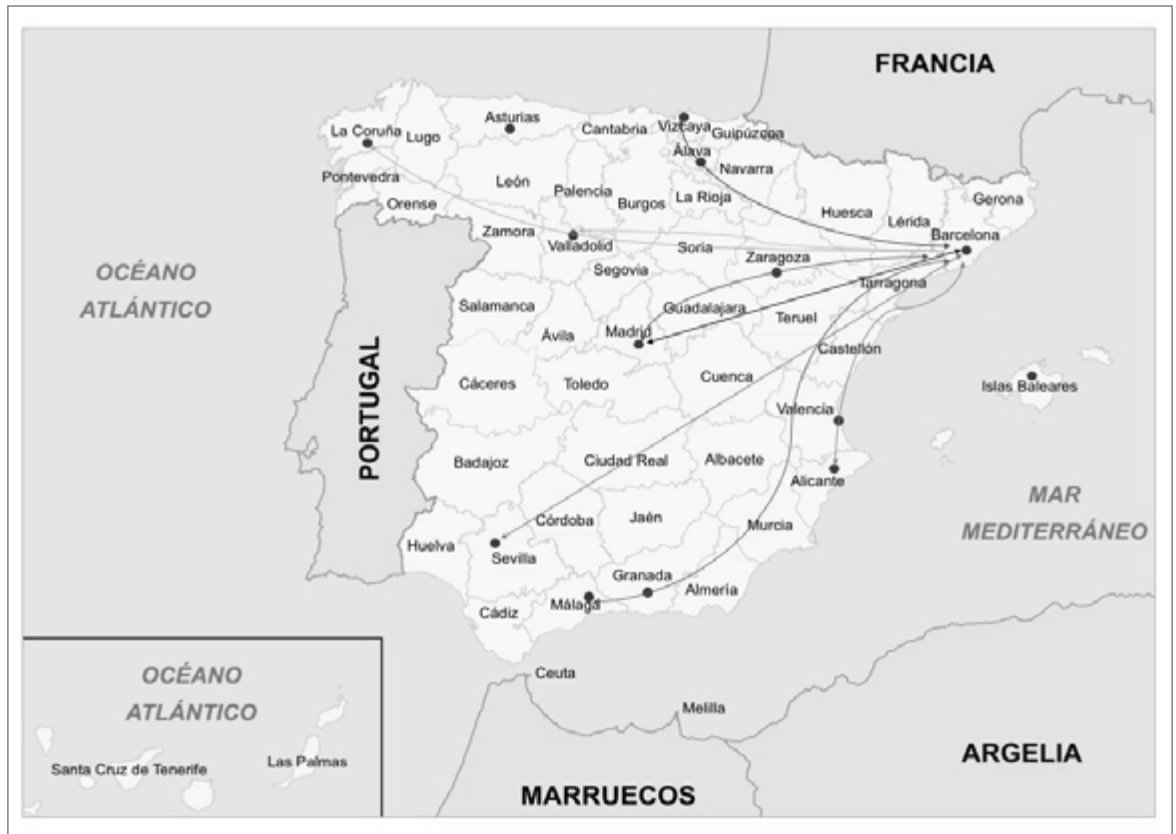 FRANCIA
Asturias
Vizcaya
Cantabria
Guipúzcoa
La Coruña
Lugo
Álava
Navarra
Pontevedra
León
Palencia
La Rioja
Gerona
Orense
Burgos
Huesca
Lérida
Zamora
Barcelona
Valladolid
Soria
Zaragoza
OCÉANO
ATLÁNTICO
Segovia
Tarragona
Salamanca
Guadalajara
Teruel
Ávila
Madrid
Castellón
Cáceres
Toledo
Cuenca
Islas Baleares
PORTUGAL
Valencia
Badajoz
Ciudad Real
Albacete
Alicante
MAR
MEDITERRÁNEO
Córdoba
Jaén
Murcia
Huelva
Sevilla
Granada
Almería
Málaga
Cádiz
Ceuta
Melilla
OCÉANO
ATLÁNTICO
Santa Cruz de Tenerife
Las Palmas
ARGELIA
MARRUECOS